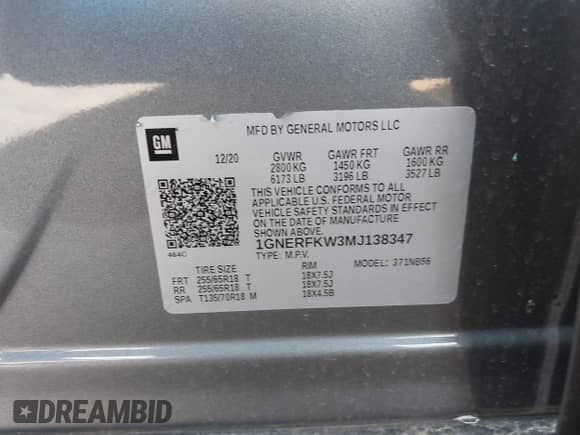 MFD BY GENERAL MOTORS LLC
GM
12/20 GVWR GAWR FRT GAWR RR
2800 KG 1450 KG 1600 KG
6173 LB 3196 LB 3527 LB
THIS VEHICLE CONFORMS TO ALL
APPLICABLE U.S. FEDERAL MOTOR
VEHICLE SAFETY STANDARDS IN EFFECT
ON THE DATE OF MANUFACTURE
SHOWN ABOVE.
464C
1GNERFKW3MJ138347
TYPE: M.P.V. MODEL: 371NB56
TIRE SIZE RIM
FRT 255/65R18 T 18X7.5J
RR 255/65R18 T 18X7.5J
SPA T135/70R18 M 18X4.5B
DREAMBID